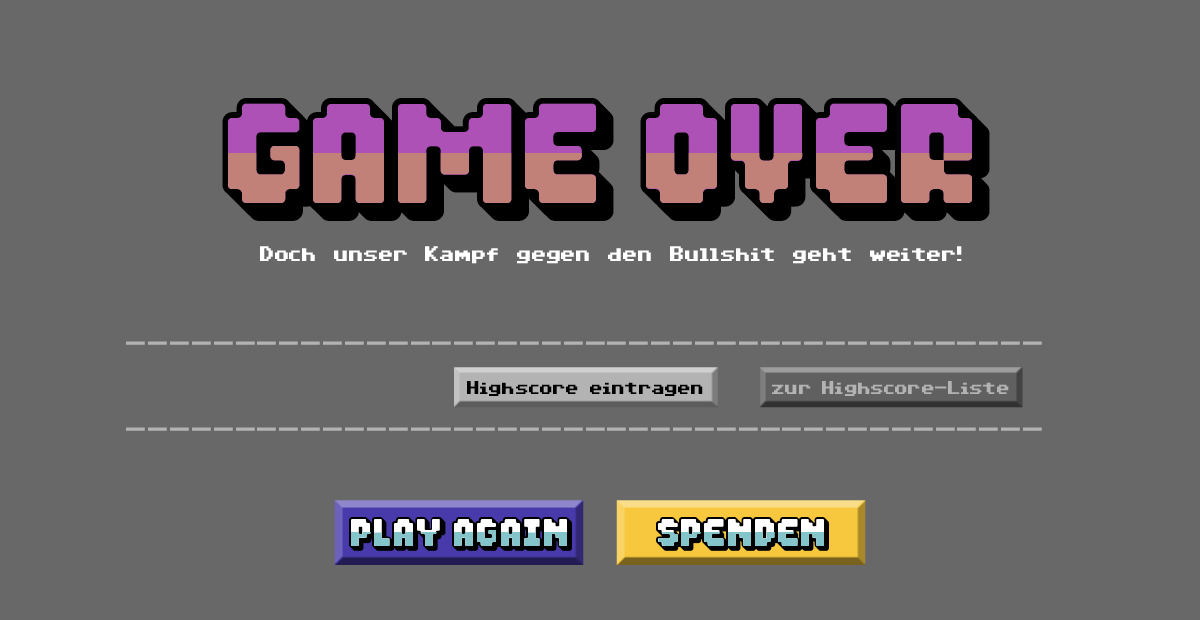 GAME OVER
Doch unser Kampf gegen den Bullshit geht weiter!
Highscore eintragen zur Highscore-Liste
PLAY AGAIN SPENDEN